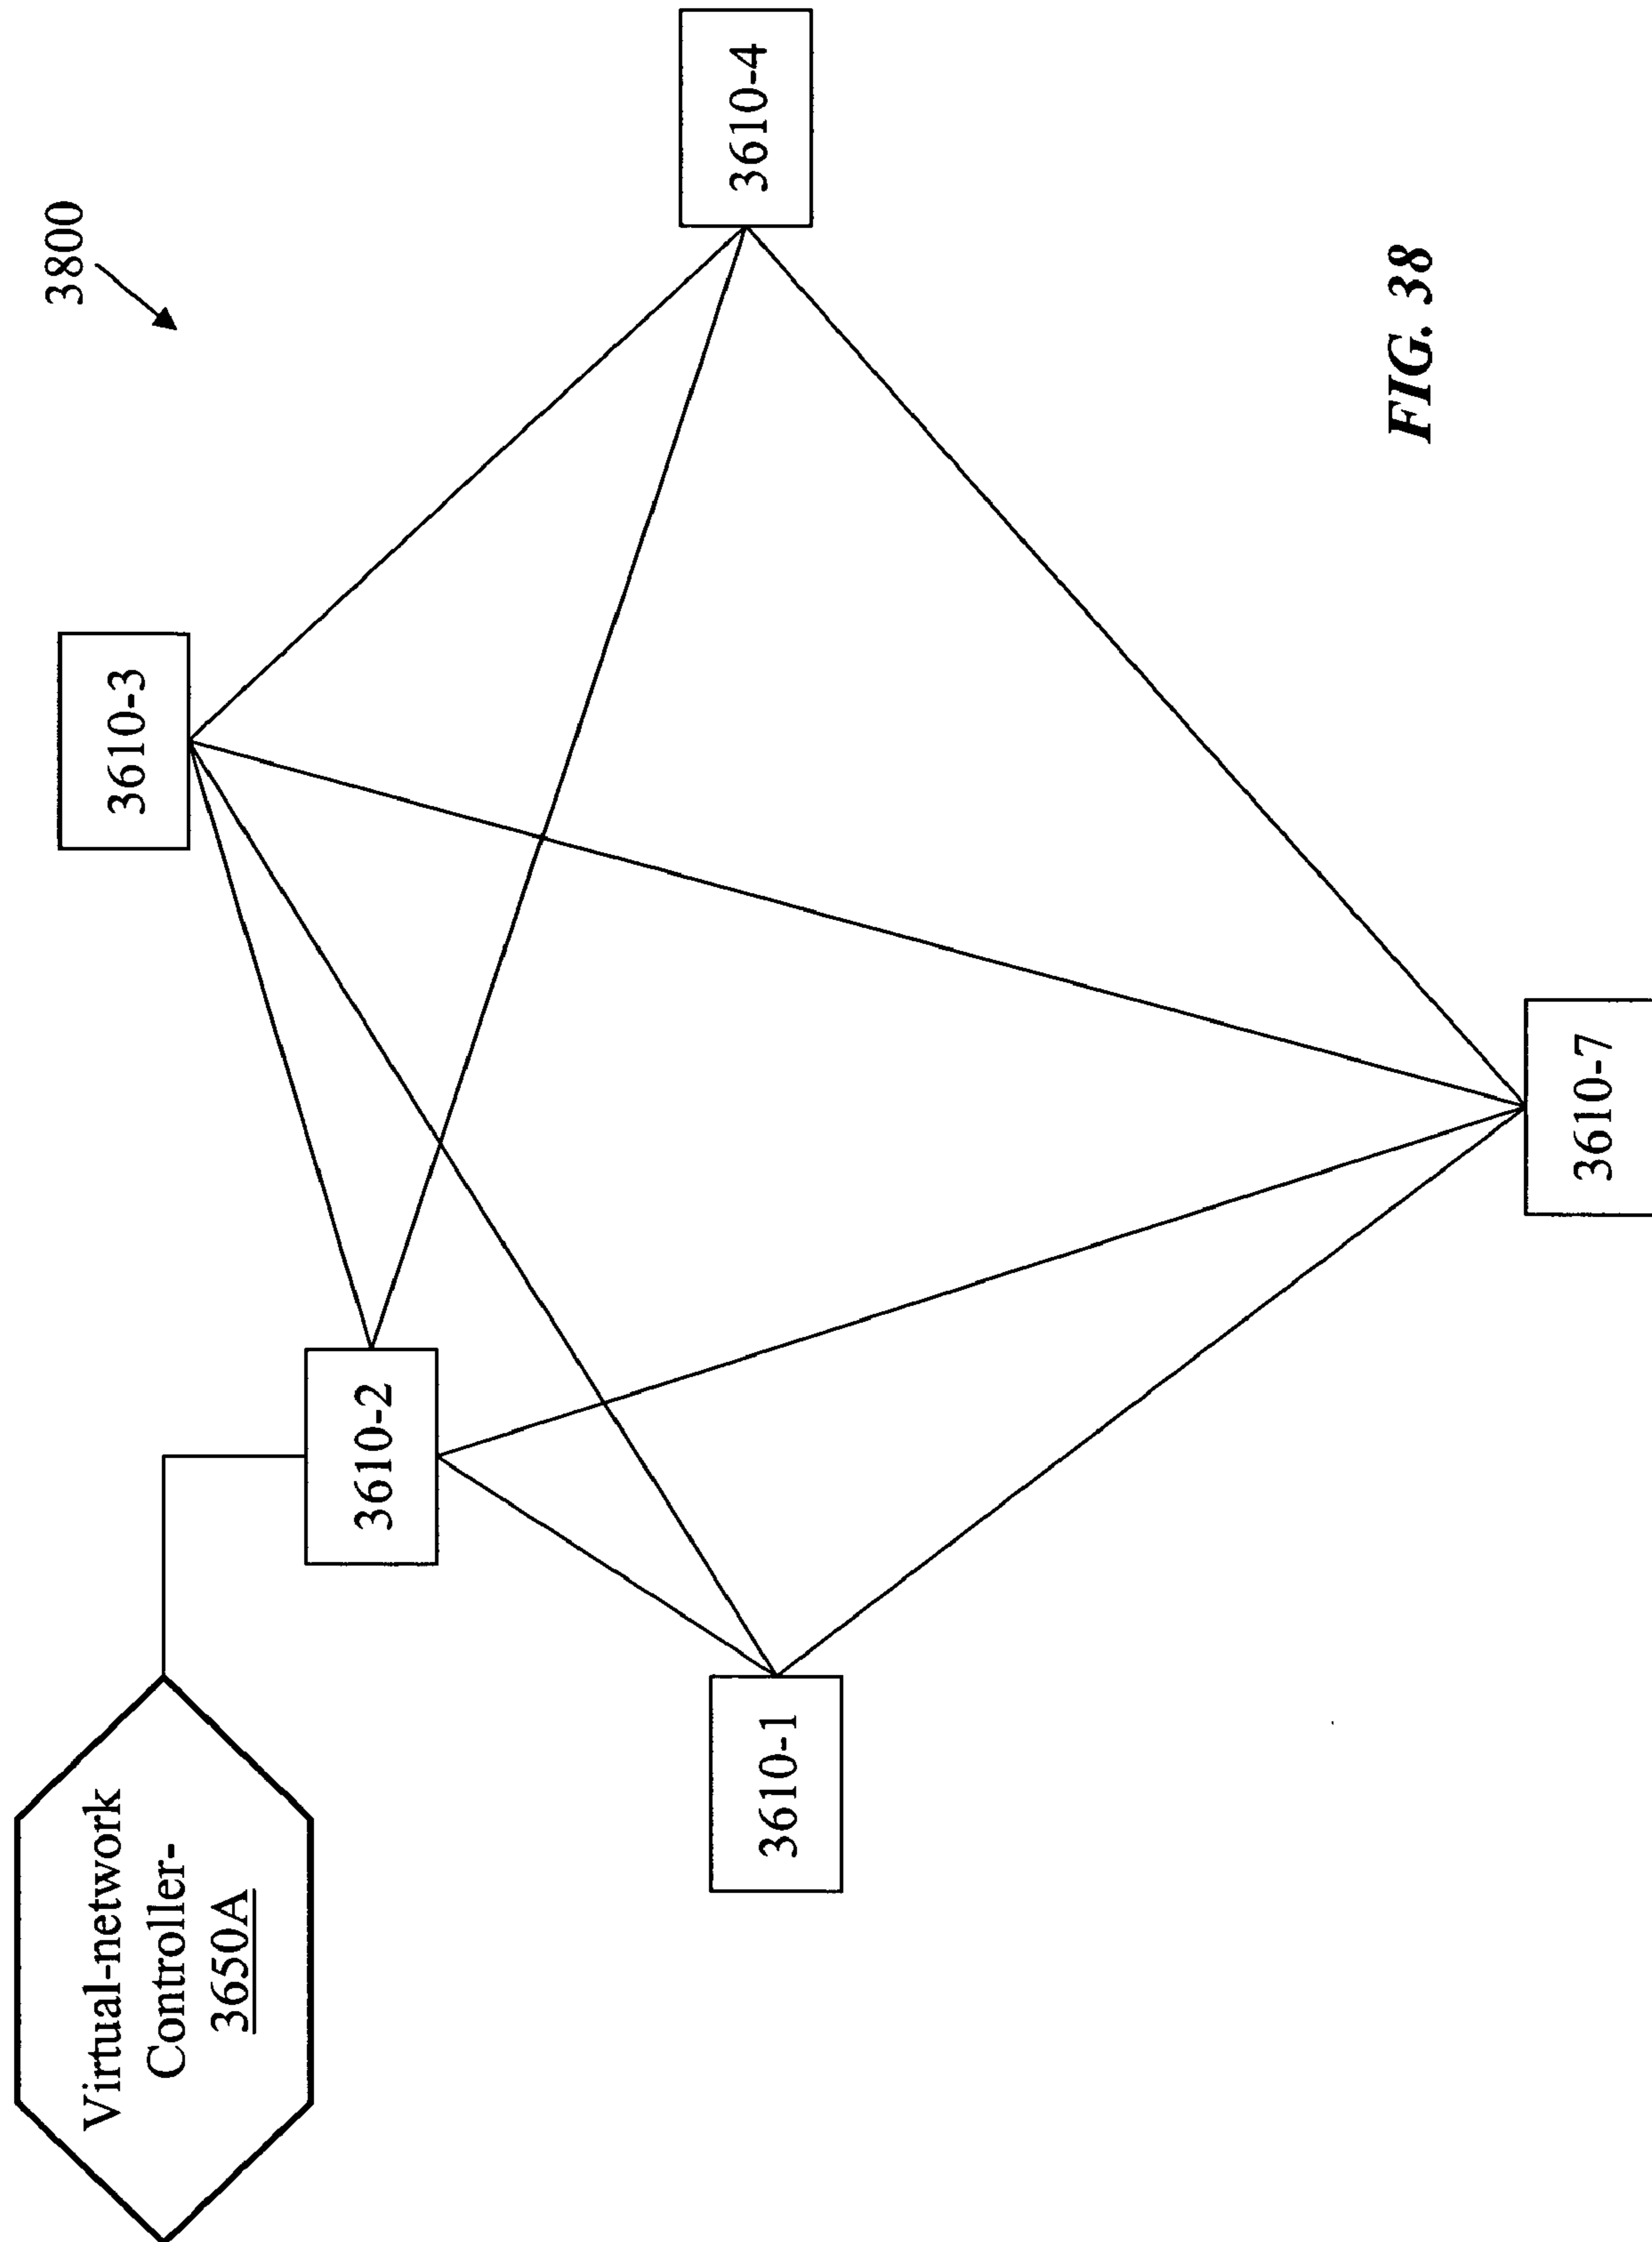 Virtual-network
Controller-
3650A
3800
3610-3
3610-2
3610-4
3610-1
3610-7
FIG. 38